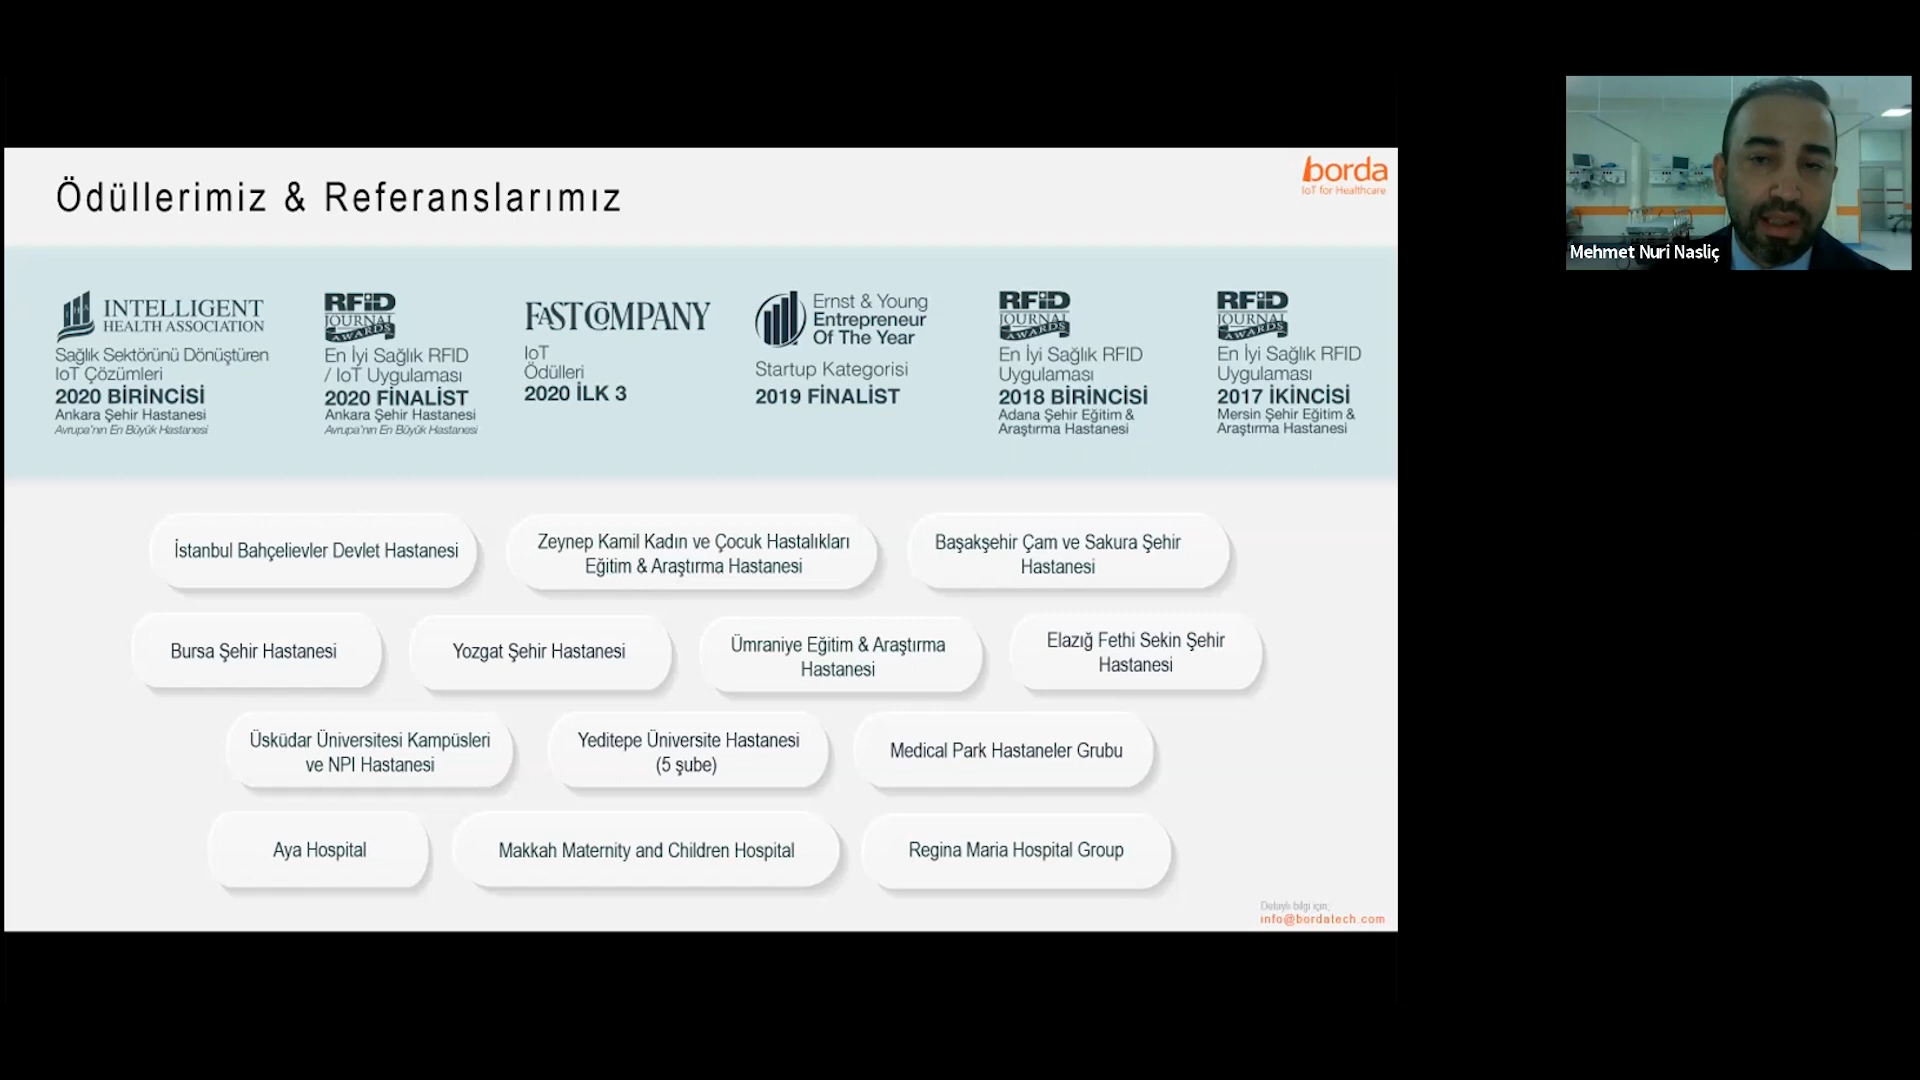 Ödüllerimiz & Referanslarımız
borda
IoT for Healthcare
INTELLIGENT
HEALTH ASSOCIATION
Sağlık Sektörünü Dönüştüren
IoT Çözümleri
2020 BİRİNCİSİ
Ankara Şehir Hastanesi
Avrupa'nın En Büyük Hastanesi
RFiD
JOURNAL
AWARDS
En İyi Sağlık RFID
/ IoT Uygulaması
2020 FİNALİST
Ankara Şehir Hastanesi
Avrupa'nın En Büyük Hastanesi
FAST COMPANY
IoT
Ödülleri
2020 İLK 3
Ernst & Young
Entrepreneur
Of The Year
Startup Kategorisi
2019 FİNALİST
RFiD
JOURNAL
AWARDS
En İyi Sağlık RFID
Uygulaması
2018 BİRİNCİSİ
Adana Şehir Eğitim &
Araştırma Hastanesi
RFiD
JOURNAL
AWARDS
En İyi Sağlık RFID
Uygulaması
2017 İKİNCİSİ
Mersin Şehir Eğitim &
Araştırma Hastanesi
İstanbul Bahçelievler Devlet Hastanesi
Zeynep Kamil Kadın ve Çocuk Hastalıkları
Eğitim & Araştırma Hastanesi
Başakşehir Çam ve Sakura Şehir
Hastanesi
Bursa Şehir Hastanesi
Yozgat Şehir Hastanesi
Ümraniye Eğitim & Araştırma
Hastanesi
Elazığ Fethi Sekin Şehir
Hastanesi
Üsküdar Üniversitesi Kampüsleri
ve NPI Hastanesi
Yeditepe Üniversite Hastanesi
(5 şube)
Medical Park Hastaneler Grubu
Aya Hospital
Makkah Maternity and Children Hospital
Regina Maria Hospital Group
Detaylı bilgi için;
info@bordatech.com
Mehmet Nuri Nasliç